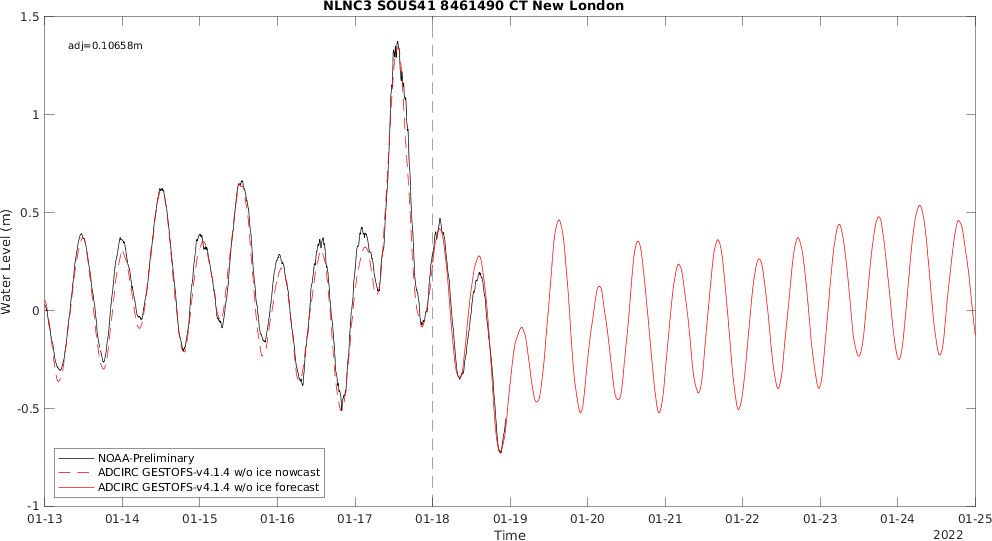 NLNC3 SOUS41 8461490 CT New London
adj=0.10658m
Water Level (m)
1.5
1
0.5
0
-0.5
-1
NOAA-Preliminary
ADCIRC GESTOFS-v4.1.4 w/o ice nowcast
ADCIRC GESTOFS-v4.1.4 w/o ice forecast
01-13 01-14 01-15 01-16 01-17 01-18 01-19 01-20 01-21 01-22 01-23 01-24 01-25
Time
2022